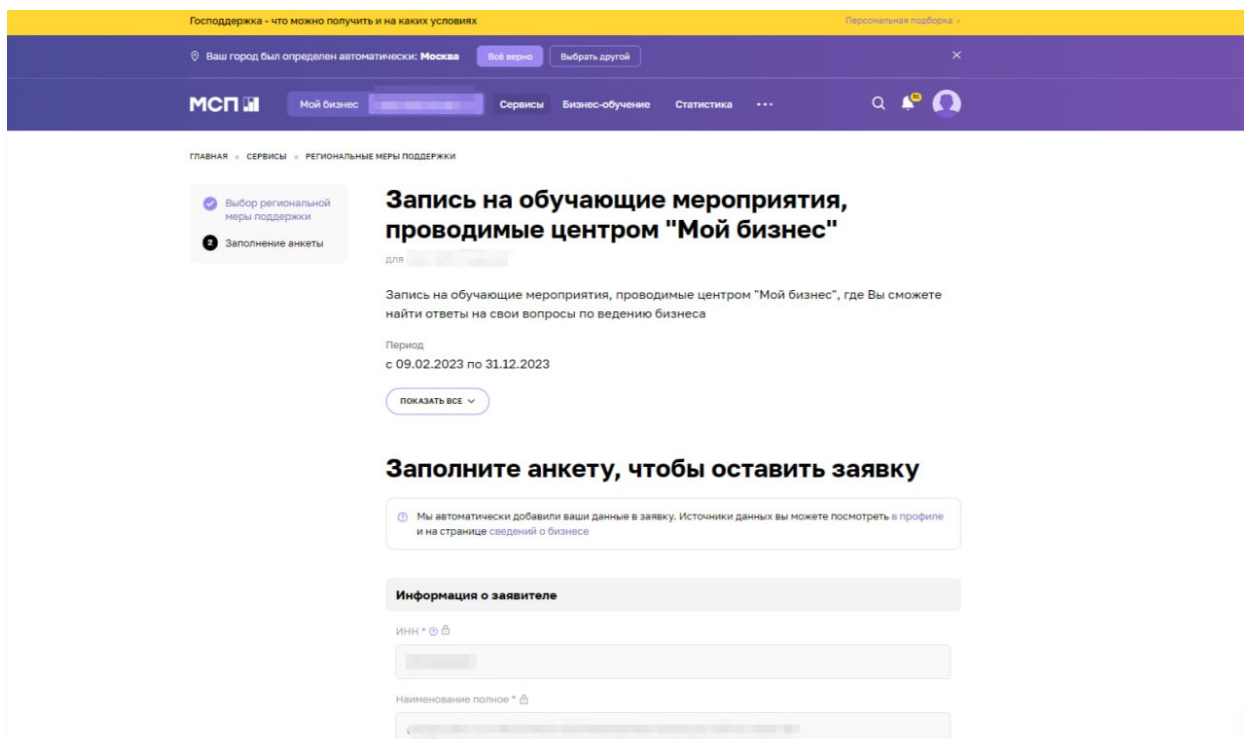 Господдержка - что можно получить и на каких условиях
Персональная подборка ›
Ваш город был определен автоматически: Москва
Всё верно
Выбрать другой
МСП
Мой бизнес
Сервисы
Бизнес-обучение
Статистика
ГЛАВНАЯ
СЕРВИСЫ
РЕГИОНАЛЬНЫЕ МЕРЫ ПОДДЕРЖКИ
Выбор региональной
меры поддержки
2 Заполнение анкеты
Запись на обучающие мероприятия,
проводимые центром "Мой бизнес"
для
Запись на обучающие мероприятия, проводимые центром "Мой бизнес", где Вы сможете
найти ответы на свои вопросы по ведению бизнеса
Период
с 09.02.2023 по 31.12.2023
ПОКАЗАТЬ ВСЕ
Заполните анкету, чтобы оставить заявку
Мы автоматически добавили ваши данные в заявку. Источники данных вы можете посмотреть в профиле
и на странице сведений о бизнесе
Информация о заявителе
ИНН *
Наименование полное *